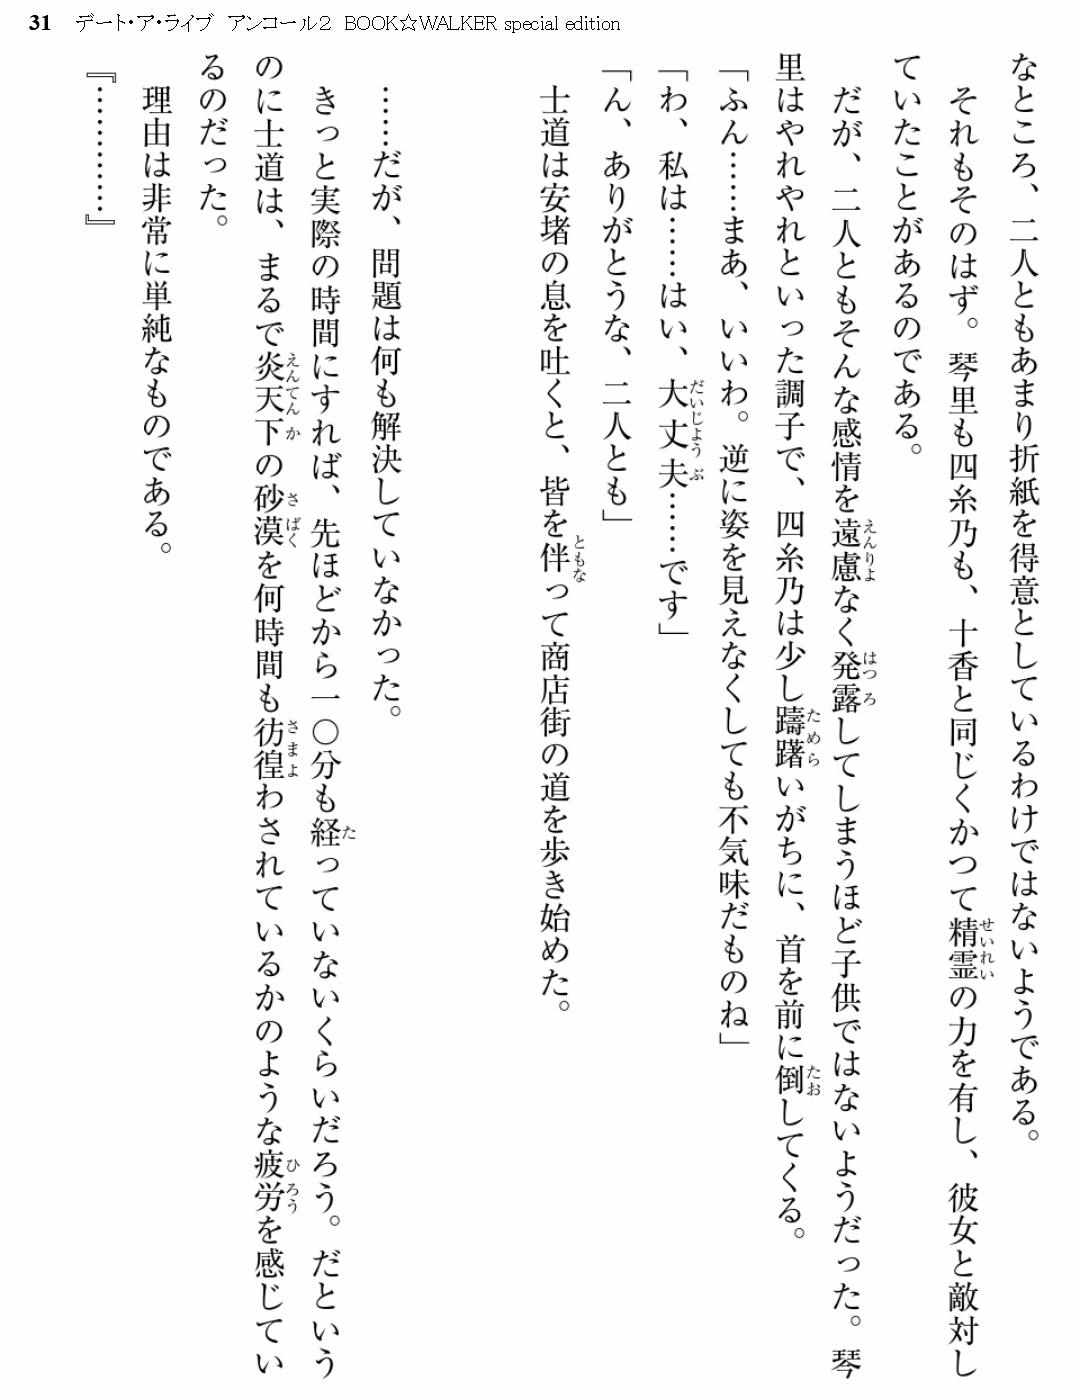 31 デート・ア・ライブ アンコール2 BOOK☆WALKER special edition
なところ、二人ともあまり折紙を得意としているわけではないようである。
それもそのはず。琴里も四糸乃も、十香と同じくかつて精霊の力を有し、彼女と敵対し
ていたことがあるのである。
だが、二人ともそんな感情を遠慮なく発露してしまうほど子供ではないようだった。琴
里はやれやれといった調子で、四糸乃は少し躊躇いがちに、首を前に倒してくる。
「ふん……まあ、いいわ。逆に姿を見えなくしても不気味だものね」
「わ、私は……はい、大丈夫……です」
「ん、ありがとうな、二人とも」
士道は安堵の息を吐くと、皆を伴って商店街の道を歩き始めた。
……だが、問題は何も解決していなかった。
きっと実際の時間にすれば、先ほどから一〇分も経っていないくらいだろう。だという
のに士道は、まるで炎天下の砂漠を何時間も彷徨わされているかのような疲労を感じてい
るのだった。
理由は非常に単純なものである。
『…………』